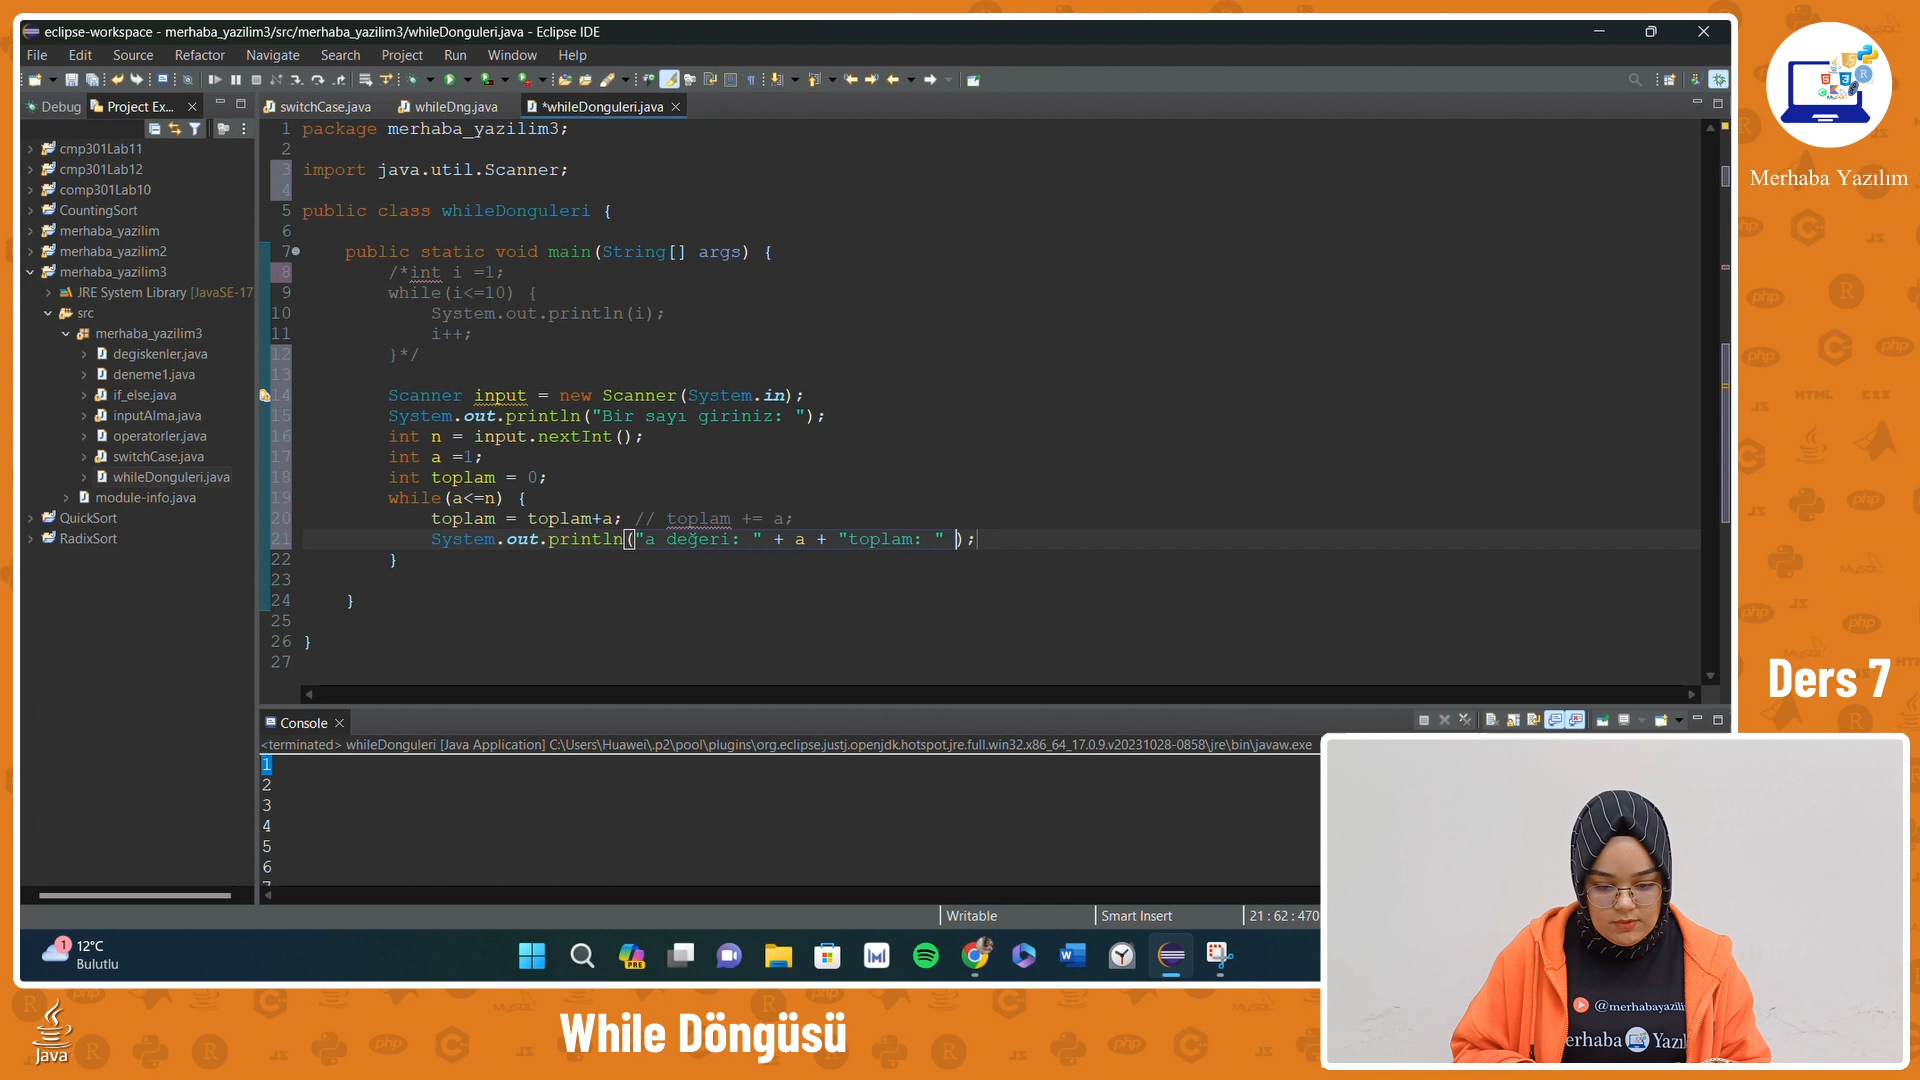 eclipse-workspace - merhaba_yazilim3/src/merhaba_yazilim3/whileDonguleri.java - Eclipse IDE
File Edit Source Refactor Navigate Search Project Run Window Help
Debug Project Ex... switchCase.java whileDng.java *whileDonguleri.java
cmp301Lab11
cmp301Lab12
comp301Lab10
CountingSort
merhaba_yazilim
merhaba_yazilim2
merhaba_yazilim3
JRE System Library [JavaSE-17
src
merhaba_yazilim3
degiskenler.java
deneme1.java
if_else.java
inputAlma.java
operatorler.java
switchCase.java
whileDonguleri.java
module-info.java
QuickSort
RadixSort
1 package merhaba_yazilim3;
2
3 import java.util.Scanner;
4
5 public class whileDonguleri {
6
7 public static void main(String[] args) {
8 /*int i =1;
9 while(i<=10) {
10 System.out.println(i);
11 i++;
12 }*/
13
14 Scanner input = new Scanner(System.in);
15 System.out.println("Bir sayı giriniz: ");
16 int n = input.nextInt();
17 int a =1;
18 int toplam = 0;
19 while(a<=n) {
20 toplam = toplam+a; // toplam += a;
21 System.out.println("a değeri: " + a + "toplam: " );
22 }
23
24 }
25
26 }
27
Console
<terminated> whileDonguleri [Java Application] C:\Users\Huawei\.p2\pool\plugins\org.eclipse.justj.openjdk.hotspot.jre.full.win32.x86_64_17.0.9.v20231028-0858\jre\bin\javaw.exe
1
2
3
4
5
6
7
Writable Smart Insert 21 : 62 : 470
1 12°C
Bulutlu
Merhaba Yazılım
Ders 7
While Döngüsü
Java
@merhabayazili
erhaba Yazıl